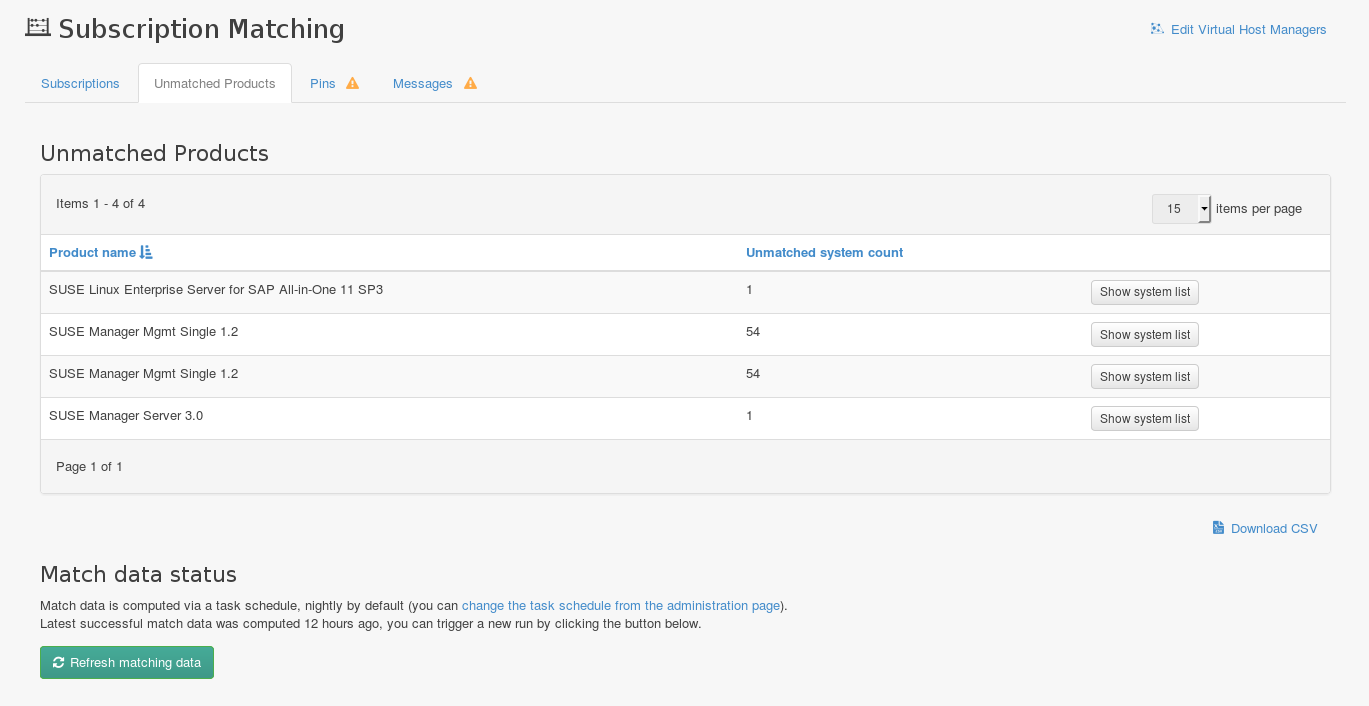 Subscription Matching
Edit Virtual Host Managers
Subscriptions Unmatched Products Pins Messages
Unmatched Products
Items 1 - 4 of 4
15 items per page
Product name Unmatched system count
SUSE Linux Enterprise Server for SAP All-in-One 11 SP3 1 Show system list
SUSE Manager Mgmt Single 1.2 54 Show system list
SUSE Manager Mgmt Single 1.2 54 Show system list
SUSE Manager Server 3.0 1 Show system list
Page 1 of 1
Download CSV
Match data status
Match data is computed via a task schedule, nightly by default (you can change the task schedule from the administration page).
Latest successful match data was computed 12 hours ago, you can trigger a new run by clicking the button below.
Refresh matching data